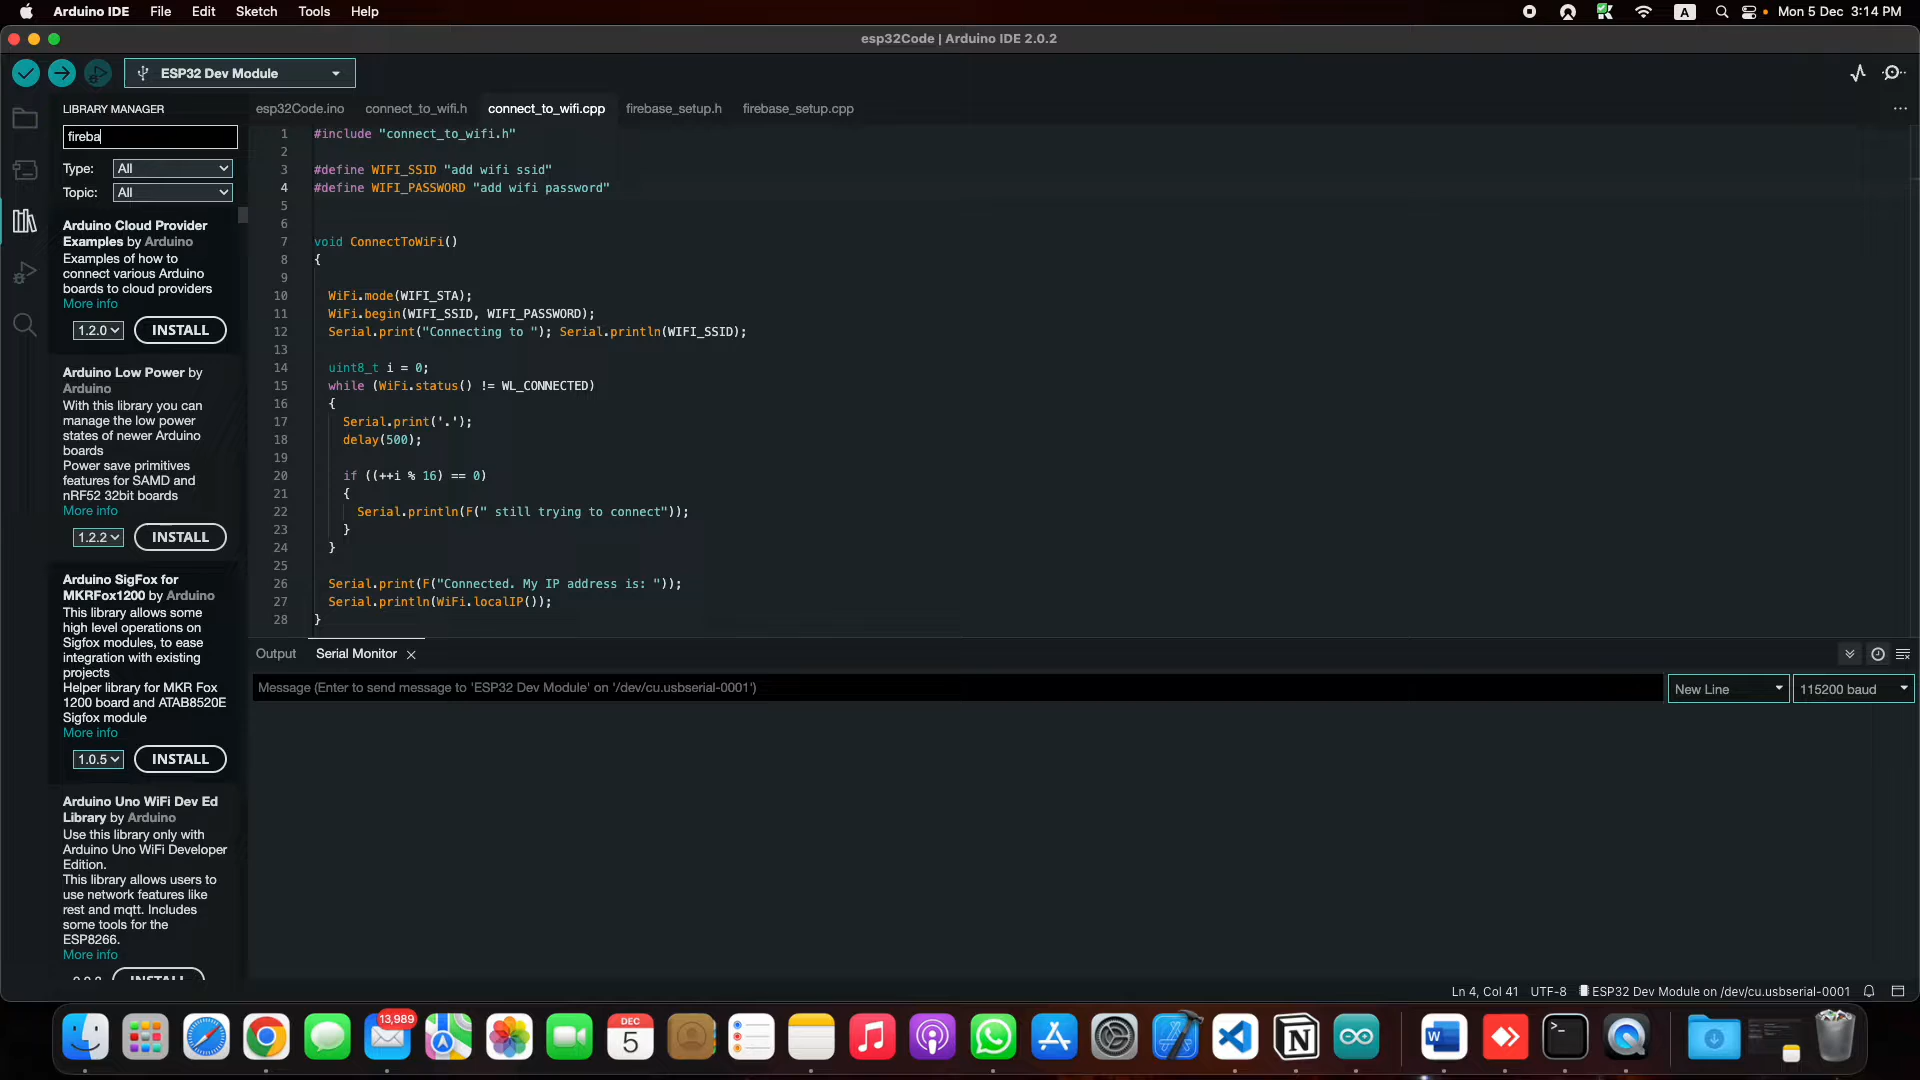 Arduino IDE File Edit Sketch Tools Help
A Mon 5 Dec 3:14 PM
esp32Code | Arduino IDE 2.0.2
ESP32 Dev Module
LIBRARY MANAGER
fireba
Type: All
Topic: All
Arduino Cloud Provider
Examples by Arduino
Examples of how to
connect various Arduino
boards to cloud providers
More info
1.2.0 INSTALL
Arduino Low Power by
Arduino
With this library you can
manage the low power
states of newer Arduino
boards
Power save primitives
features for SAMD and
nRF52 32bit boards
More info
1.2.2 INSTALL
Arduino SigFox for
MKRFox1200 by Arduino
This library allows some
high level operations on
Sigfox modules, to ease
integration with existing
projects
Helper library for MKR Fox
1200 board and ATAB8520E
Sigfox module
More info
1.0.5 INSTALL
Arduino Uno WiFi Dev Ed
Library by Arduino
Use this library only with
Arduino Uno WiFi Developer
Edition.
This library allows users to
use network features like
rest and mqtt. Includes
some tools for the
ESP8266.
More info
INSTALL
esp32Code.ino connect_to_wifi.h connect_to_wifi.cpp firebase_setup.h firebase_setup.cpp
1 #include "connect_to_wifi.h"
2
3 #define WIFI_SSID "add wifi ssid"
4 #define WIFI_PASSWORD "add wifi password"
5
6
7 void ConnectToWiFi()
8 {
9
10 WiFi.mode(WIFI_STA);
11 WiFi.begin(WIFI_SSID, WIFI_PASSWORD);
12 Serial.print("Connecting to "); Serial.println(WIFI_SSID);
13
14 uint8_t i = 0;
15 while (WiFi.status() != WL_CONNECTED)
16 {
17 Serial.print('.');
18 delay(500);
19
20 if ((++i % 16) == 0)
21 {
22 Serial.println(F(" still trying to connect"));
23 }
24 }
25
26 Serial.print(F("Connected. My IP address is: "));
27 Serial.println(WiFi.localIP());
28 }
Output Serial Monitor
Message (Enter to send message to 'ESP32 Dev Module' on '/dev/cu.usbserial-0001')
New Line 115200 baud
Ln 4, Col 41 UTF-8 ESP32 Dev Module on /dev/cu.usbserial-0001
13,989
DEC
5